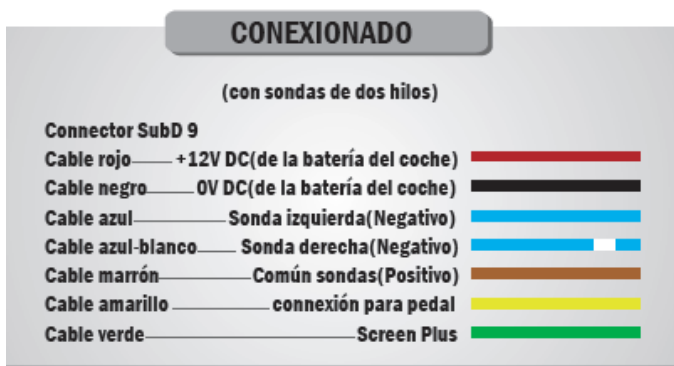 CONEXIONADO
(con sondas de dos hilos)
Connector SubD 9
Cable rojo +12V DC(de la batería del coche)
Cable negro 0V DC(de la batería del coche)
Cable azul Sonda izquierda(Negativo)
Cable azul-blanco Sonda derecha(Negativo)
Cable marrón Común sondas(Positivo)
Cable amarillo connexión para pedal
Cable verde Screen Plus